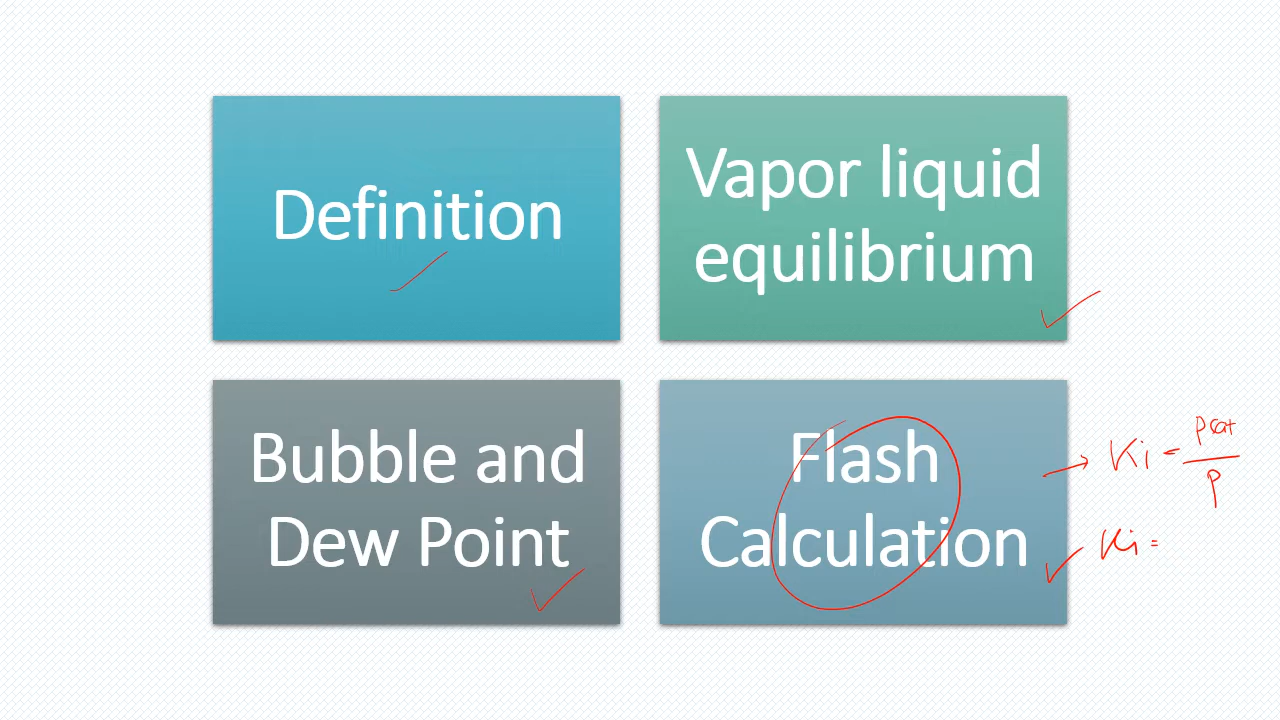 Definition
Vapor liquid
equilibrium
Bubble and
Dew Point
Flash
Calculation
Ki = psat / p
Ki =